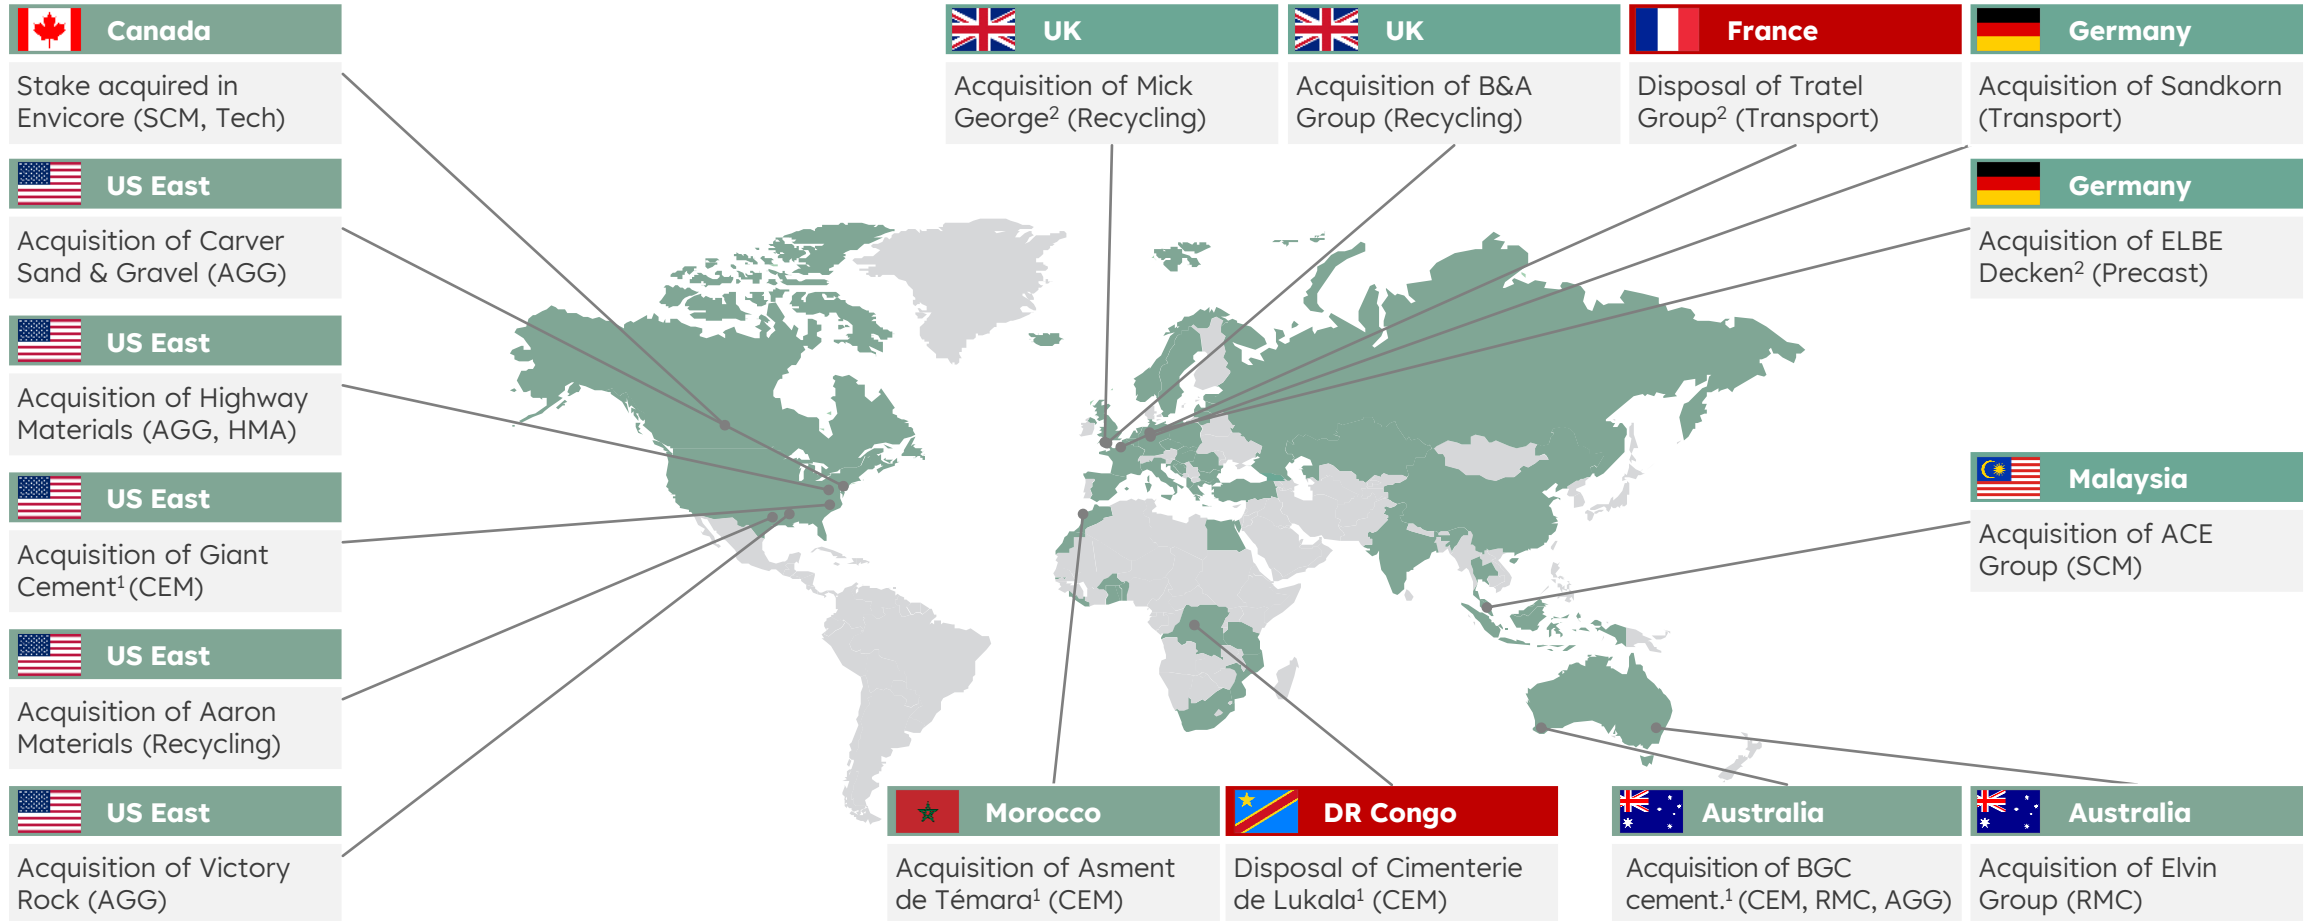 Canada
Stake acquired in
Envicore (SCM, Tech)
US East
Acquisition of Carver
Sand & Gravel (AGG)
US East
Acquisition of Highway
Materials (AGG, HMA)
US East
Acquisition of Giant
Cement¹ (CEM)
US East
Acquisition of Aaron
Materials (Recycling)
US East
Acquisition of Victory
Rock (AGG)
UK
Acquisition of Mick
George² (Recycling)
UK
Acquisition of B&A
Group (Recycling)
France
Disposal of Tratel
Group² (Transport)
Germany
Acquisition of Sandkorn
(Transport)
Germany
Acquisition of ELBE
Decken² (Precast)
Malaysia
Acquisition of ACE
Group (SCM)
Morocco
Acquisition of Asment
de Témara¹ (CEM)
DR Congo
Disposal of Cimenterie
de Lukala¹ (CEM)
Australia
Acquisition of BGC
cement.¹ (CEM, RMC, AGG)
Australia
Acquisition of Elvin
Group (RMC)